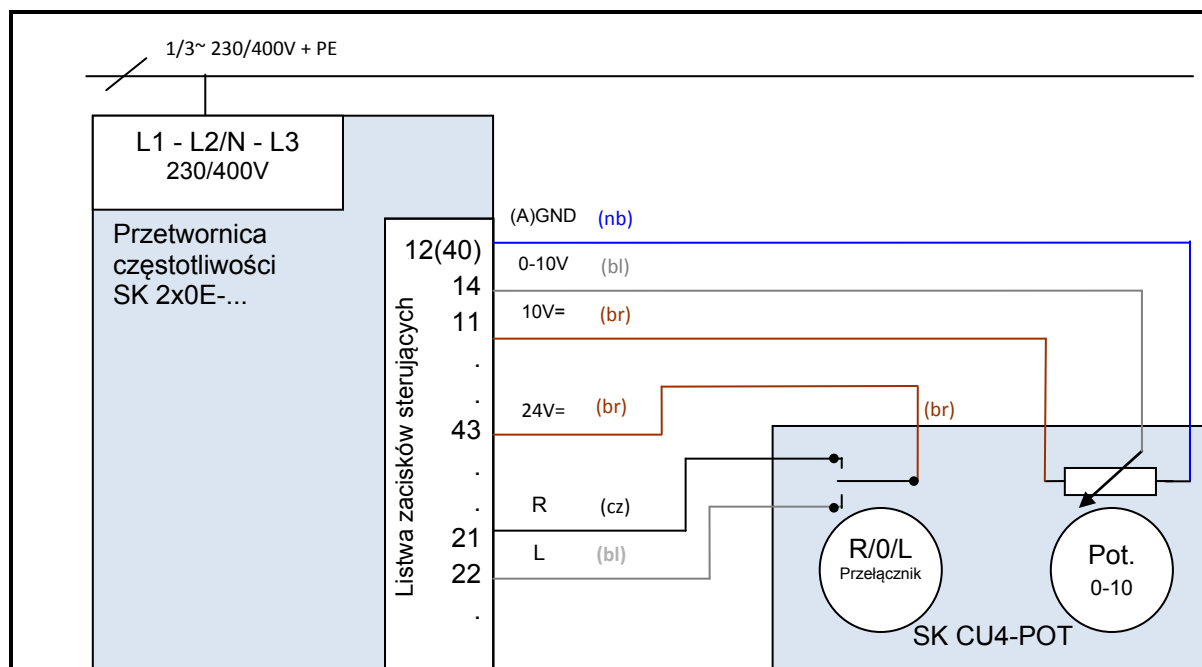 1/3~ 230/400V + PE
L1 - L2/N - L3
230/400V
Przetwornica
częstotliwości
SK 2x0E-...
Listwa zacisków sterujących
12(40)
14
11
.
.
43
.
.
21
22
.
(A)GND (nb)
0-10V (bl)
10V= (br)
24V= (br)
(br)
R (cz)
L (bl)
R/0/L
Przełącznik
Pot.
0-10
SK CU4-POT